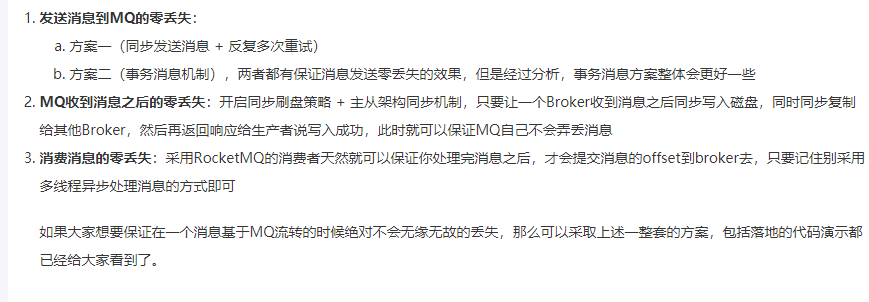 1. 发送消息到MQ的零丢失：
a. 方案一（同步发送消息 + 反复多次重试）
b. 方案二（事务消息机制），两者都有保证消息发送零丢失的效果，但是经过分析，事务消息方案整体会更好一些
2. MQ收到消息之后的零丢失：开启同步刷盘策略 + 主从架构同步机制，只要让一个Broker收到消息之后同步写入磁盘，同时同步复制
给其他Broker，然后再返回响应给生产者说写入成功，此时就可以保证MQ自己不会弄丢消息
3. 消费消息的零丢失：采用RocketMQ的消费者天然就可以保证你处理完消息之后，才会提交消息的offset到broker去，只要记住别采用
多线程异步处理消息的方式即可
如果大家想要保证在一个消息基于MQ流转的时候绝对不会无缘无故的丢失，那么可以采取上述一整套的方案，包括落地的代码演示都
已经给大家看到了。